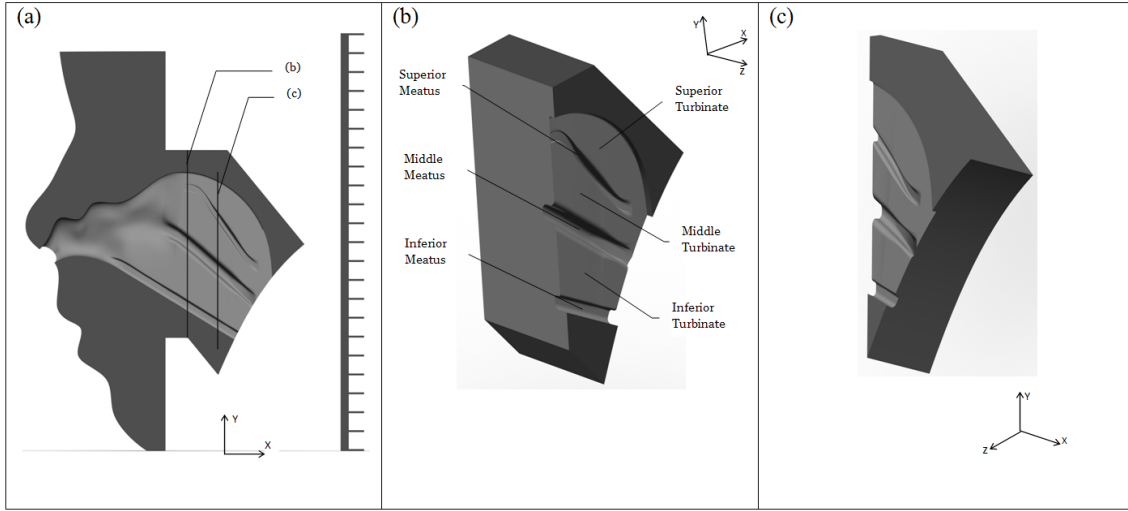 (a)
(b)
(c)
Y
X
(b)
Y
X
Z
Superior
Meatus
Superior
Turbinate
Middle
Meatus
Middle
Turbinate
Inferior
Meatus
Inferior
Turbinate
(c)
Y
X
Z